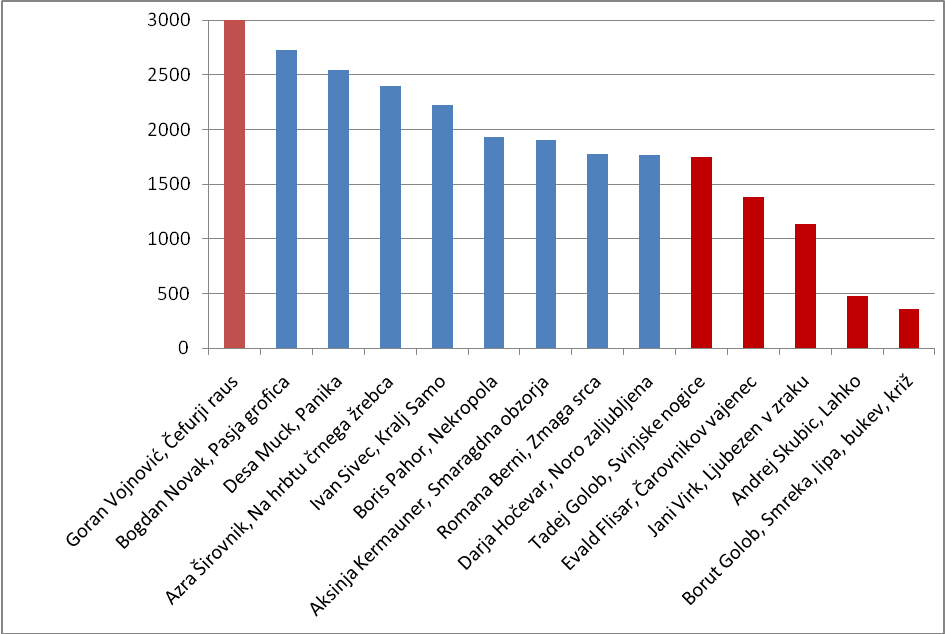 3000
2500
2000
1500
1000
500
0
Goran Vojnović, Čefurji raus
Bogdan Novak, Pasja grofica
Desa Muck, Panika
Azra Širovnik, Na hrbtu črnega žrebca
Ivan Sivec, Kralj Samo
Boris Pahor, Nekropola
Aksinja Kermauner, Smaragdna obzorja
Romana Berni, Zmaga srca
Darja Hočevar, Noro zaljubljena
Tadej Golob, Svinjske nogice
Evald Flisar, Čarovnikov vajenec
Jani Virk, Ljubezen v zraku
Andrej Skubic, Lahko
Borut Golob, Smreka, lipa, bukev, križ